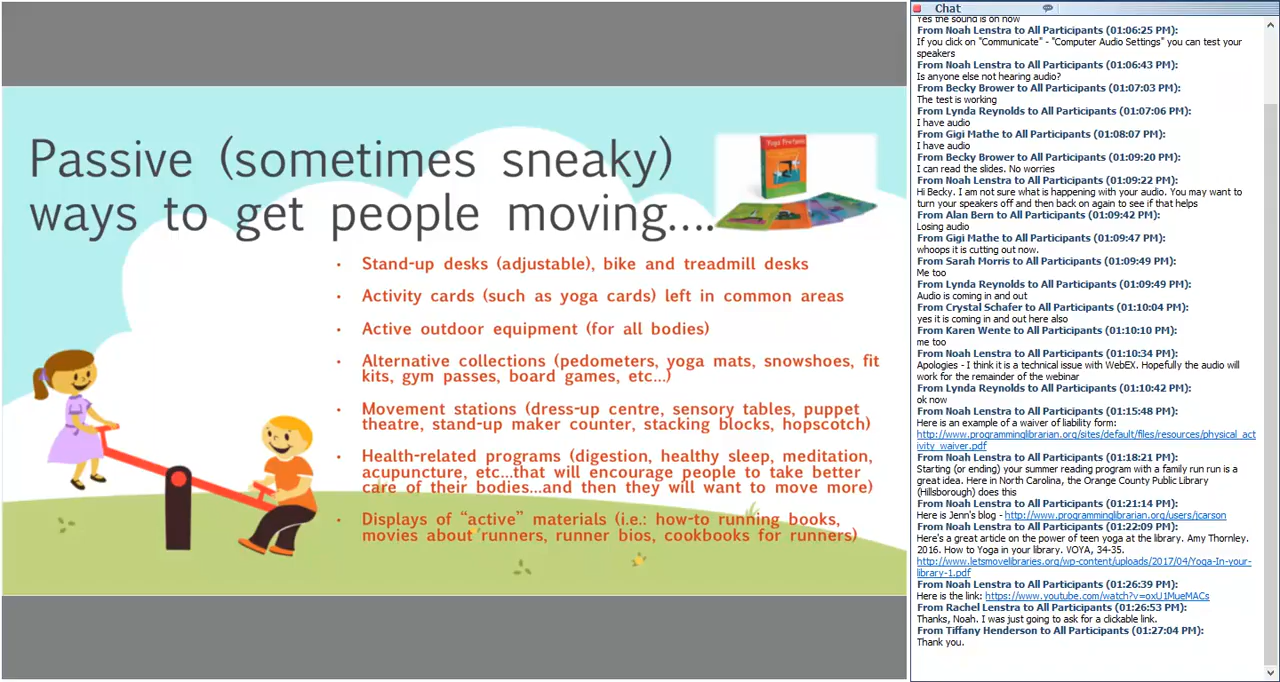 Passive (sometimes sneaky)
ways to get people moving....
Yoga Pretzels
• Stand-up desks (adjustable), bike and treadmill desks
• Activity cards (such as yoga cards) left in common areas
• Active outdoor equipment (for all bodies)
• Alternative collections (pedometers, yoga mats, snowshoes, fit
kits, gym passes, board games, etc...)
• Movement stations (dress-up centre, sensory tables, puppet
theatre, stand-up maker counter, stacking blocks, hopscotch)
• Health-related programs (digestion, healthy sleep, meditation,
acupuncture, etc...that will encourage people to take better
care of their bodies...and then they will want to move more)
• Displays of “active” materials (i.e.: how-to running books,
movies about runners, runner bios, cookbooks for runners)
Chat
Yes the sound is on now
From Noah Lenstra to All Participants (01:06:25 PM):
If you click on "Communicate" - "Computer Audio Settings" you can test your
speakers
From Noah Lenstra to All Participants (01:06:43 PM):
Is anyone else not hearing audio?
From Becky Brower to All Participants (01:07:03 PM):
The test is working
From Lynda Reynolds to All Participants (01:07:06 PM):
I have audio
From Gigi Mathe to All Participants (01:08:07 PM):
I have audio
From Becky Brower to All Participants (01:09:20 PM):
I can read the slides. No worries
From Noah Lenstra to All Participants (01:09:22 PM):
Hi Becky. I am not sure what is happening with your audio. You may want to
turn your speakers off and then back on again to see if that helps
From Alan Bern to All Participants (01:09:42 PM):
Losing audio
From Gigi Mathe to All Participants (01:09:47 PM):
whoops it is cutting out now.
From Sarah Morris to All Participants (01:09:49 PM):
Me too
From Lynda Reynolds to All Participants (01:09:49 PM):
Audio is coming in and out
From Crystal Schafer to All Participants (01:10:04 PM):
yes it is coming in and out here also
From Karen Wente to All Participants (01:10:10 PM):
me too
From Noah Lenstra to All Participants (01:10:34 PM):
Apologies - I think it is a technical issue with WebEX. Hopefully the audio will
work for the remainder of the webinar
From Lynda Reynolds to All Participants (01:10:42 PM):
ok now
From Noah Lenstra to All Participants (01:15:48 PM):
Here is an example of a waiver of liability form:
http://www.programminglibrarian.org/sites/default/files/resources/physical_act
ivity_waiver.pdf
From Noah Lenstra to All Participants (01:18:21 PM):
Starting (or ending) your summer reading program with a family run run is a
great idea. Here in North Carolina, the Orange County Public Library
(Hillsborough) does this
From Noah Lenstra to All Participants (01:21:14 PM):
Here is Jenn's blog - http://www.programminglibrarian.org/users/jcarson
From Noah Lenstra to All Participants (01:22:09 PM):
Here's a great article on the power of teen yoga at the library. Amy Thornley.
2016. How to Yoga in your library. VOYA, 34-35.
http://www.letsmovelibraries.org/wp-content/uploads/2017/04/Yoga-In-your-
library-1.pdf
From Noah Lenstra to All Participants (01:26:39 PM):
Here is the link: https://www.youtube.com/watch?v=oxU1MueMACs
From Rachel Lenstra to All Participants (01:26:53 PM):
Thanks, Noah. I was just going to ask for a clickable link.
From Tiffany Henderson to All Participants (01:27:04 PM):
Thank you.